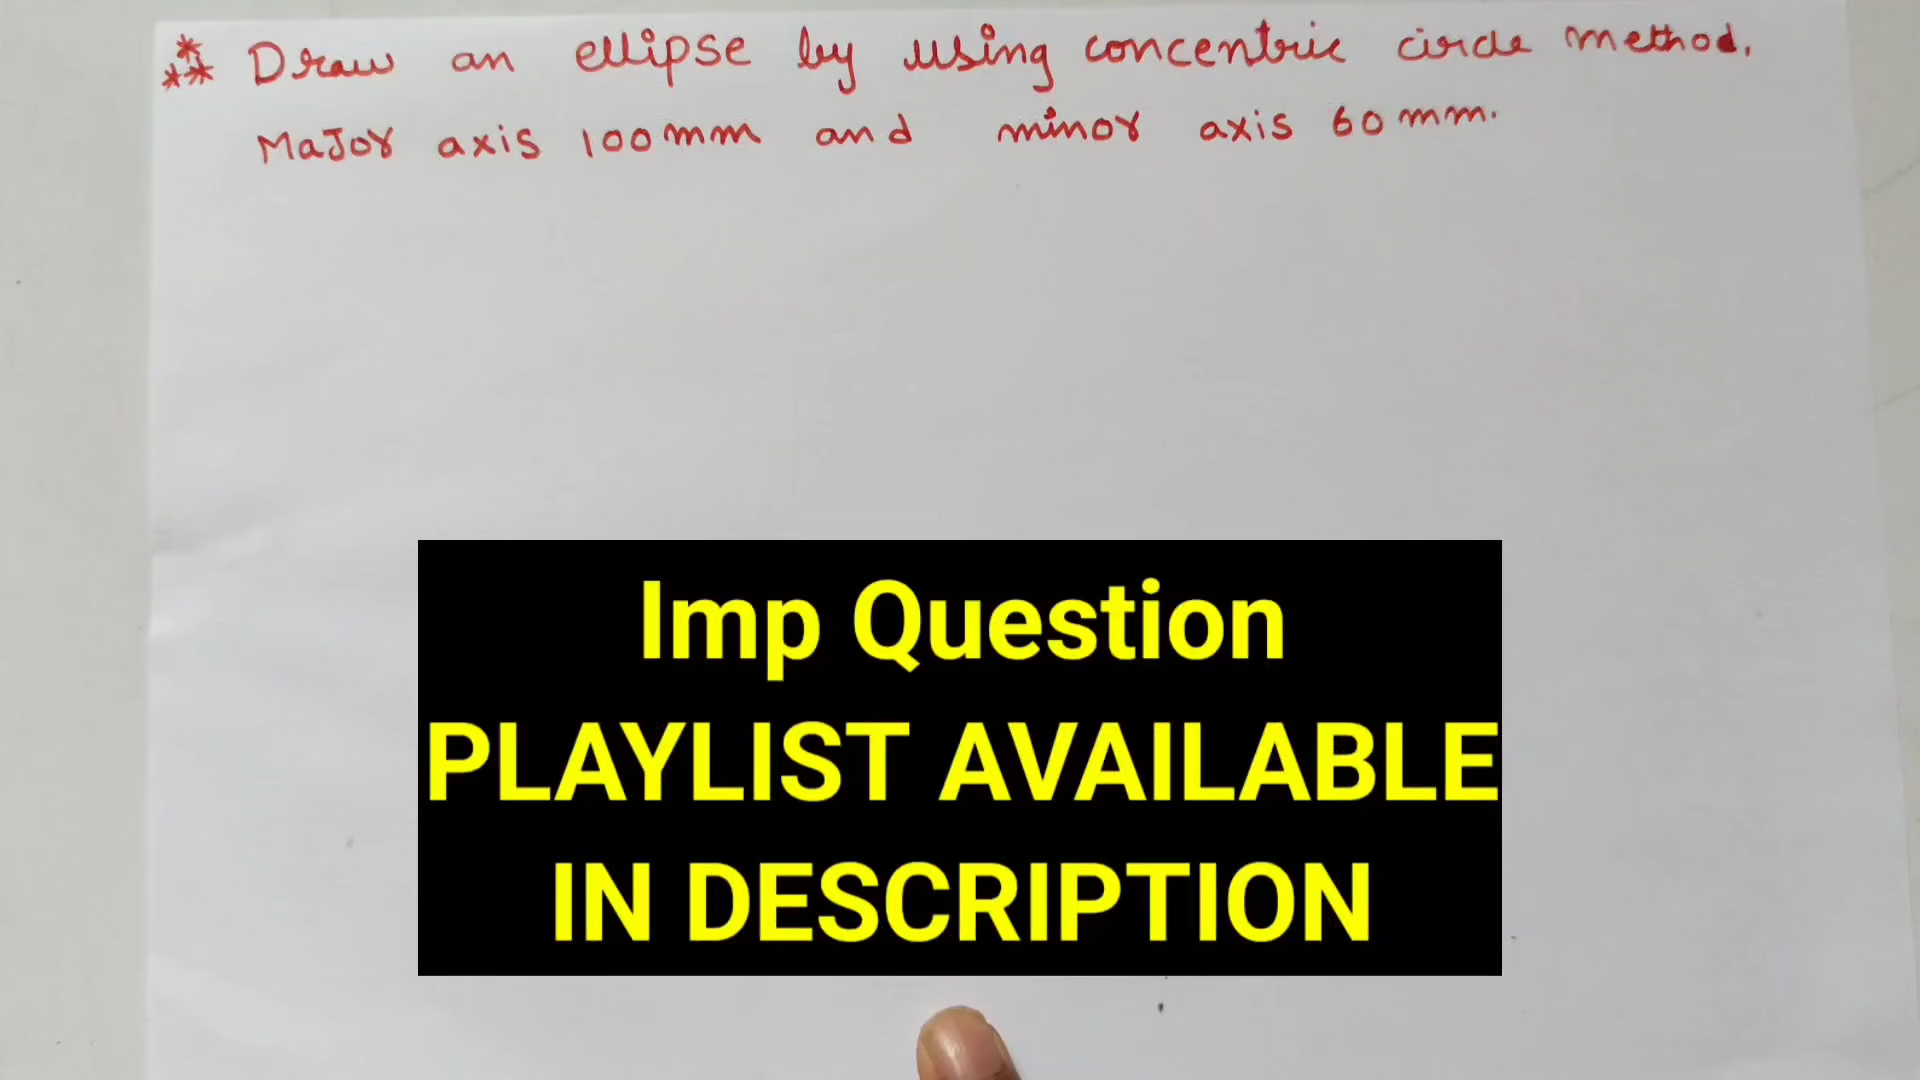 *** Draw an ellipse by using concentric circle method.
Major axis 100mm and minor axis 60mm.
Imp Question
PLAYLIST AVAILABLE
IN DESCRIPTION